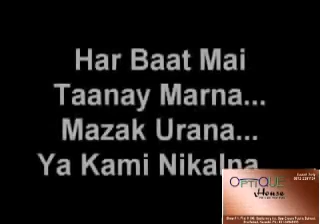 Har Baat Mai
Taanay Marna...
Mazak Urana...
Ya Kami Nikalna
OPTIQUE
House